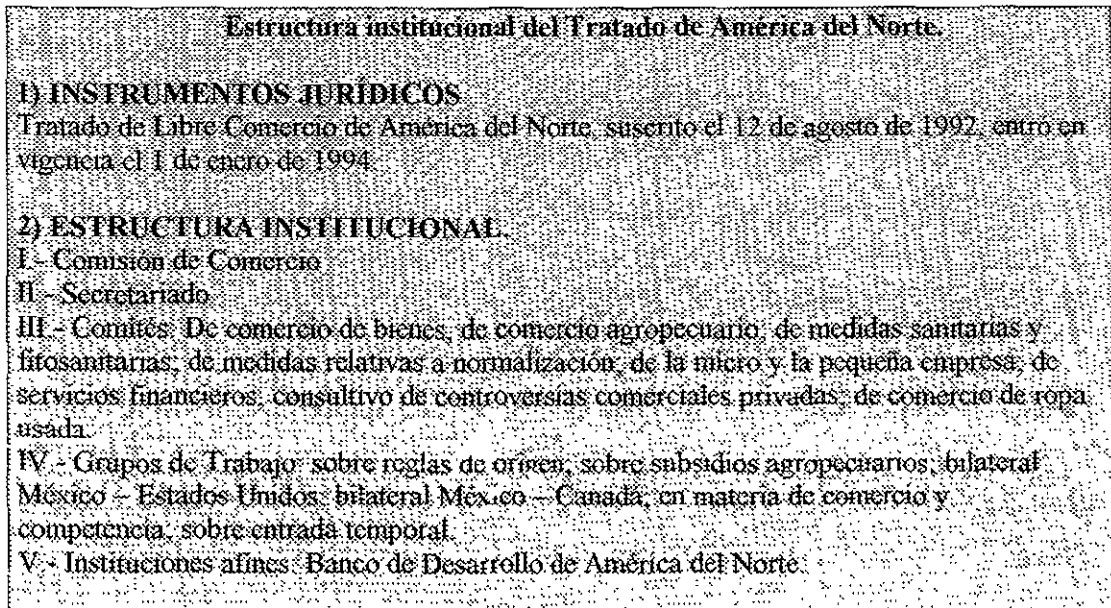 Estructura institucional del Tratado de América del Norte.
1) INSTRUMENTOS JURÍDICOS
Tratado de Libre Comercio de América del Norte, suscrito el 12 de agosto de 1992, entro en
vigencia el 1 de enero de 1994.
2) ESTRUCTURA INSTITUCIONAL.
I.- Comisión de Comercio
II.- Secretariado
III.- Comités: De comercio de bienes; de comercio agropecuario; de medidas sanitarias y
fitosanitarias; de medidas relativas a normalización; de la micro y la pequeña empresa; de
servicios financieros; consultivo de controversias comerciales privadas; de comercio de ropa
usada.
IV.- Grupos de Trabajo: sobre reglas de origen; sobre subsidios agropecuarios; bilateral
México – Estados Unidos; bilateral México – Canadá; en materia de comercio y
competencia; sobre entrada temporal.
V.- Instituciones afines: Banco de Desarrollo de América del Norte.